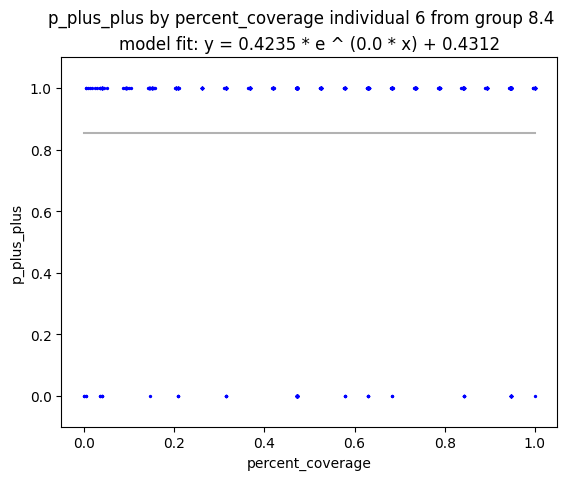 p_plus_plus by percent_coverage individual 6 from group 8.4
model fit: y = 0.4235 * e ^ (0.0 * x) + 0.4312
1.0
0.8
0.6
0.4
0.2
0.0
p_plus_plus
0.0 0.2 0.4 0.6 0.8 1.0
percent_coverage